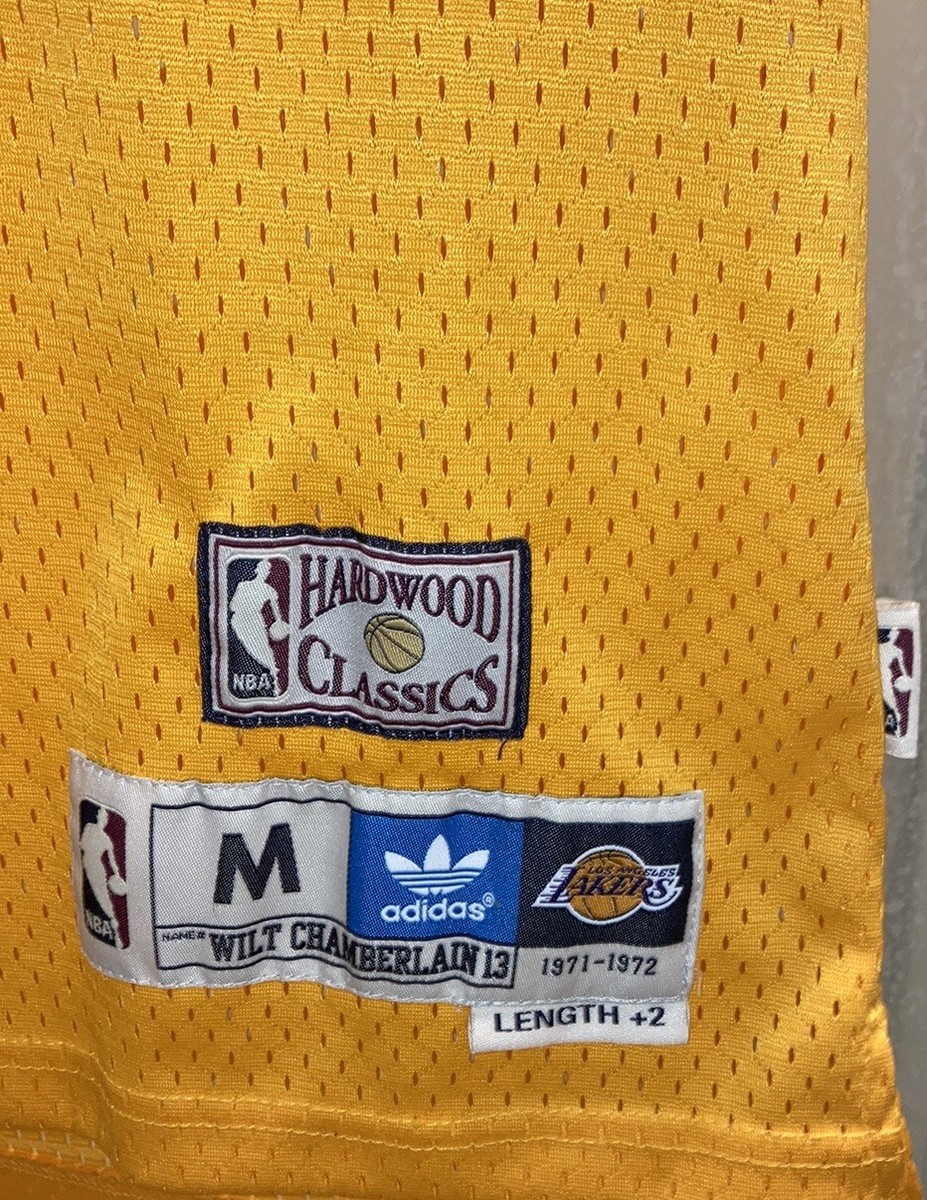 HARDWOOD
CLASSICS
NBA
M
adidas®
LOS ANGELES
LAKERS
NBA
NAME# WILT CHAMBERLAIN 13
1971-1972
LENGTH +2